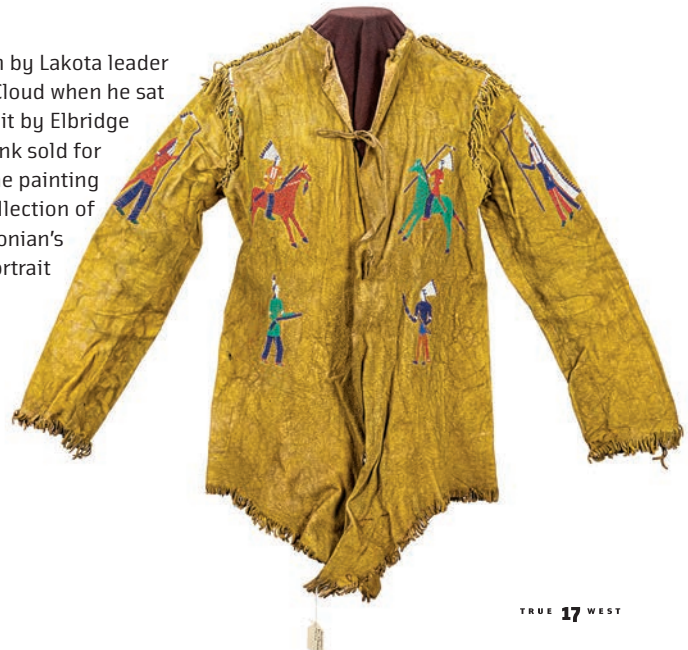 n by Lakota leader
Cloud when he sat
it by Elbridge
nk sold for
e painting
llection of
onian's
ortrait
TRUE 17 WEST